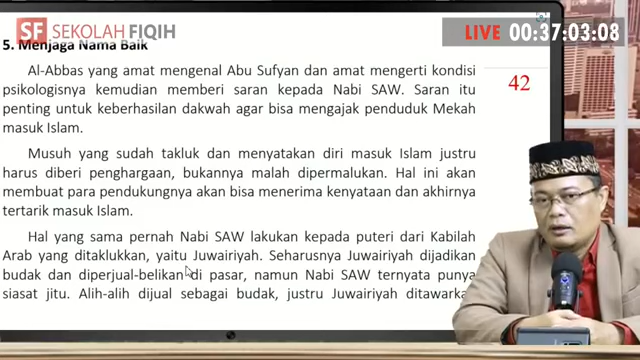 SF SEKOLAH FIQIH
LIVE 00:37:03:08
5. Menjaga Nama Baik
42
Al-Abbas yang amat mengenal Abu Sufyan dan amat mengerti kondisi
psikologisnya kemudian memberi saran kepada Nabi SAW. Saran itu
penting untuk keberhasilan dakwah agar bisa mengajak penduduk Mekah
masuk Islam.
Musuh yang sudah takluk dan menyatakan diri masuk Islam justru
harus diberi penghargaan, bukannya malah dipermalukan. Hal ini akan
membuat para pendukungnya akan bisa menerima kenyataan dan akhirnya
tertarik masuk Islam.
Hal yang sama pernah Nabi SAW lakukan kepada puteri dari Kabilah
Arab yang ditaklukkan, yaitu Juwairiyah. Seharusnya Juwairiyah dijadikan
budak dan diperjual-belikan di pasar, namun Nabi SAW ternyata punya
siasat jitu. Alih-alih dijual sebagai budak, justru Juwairiyah